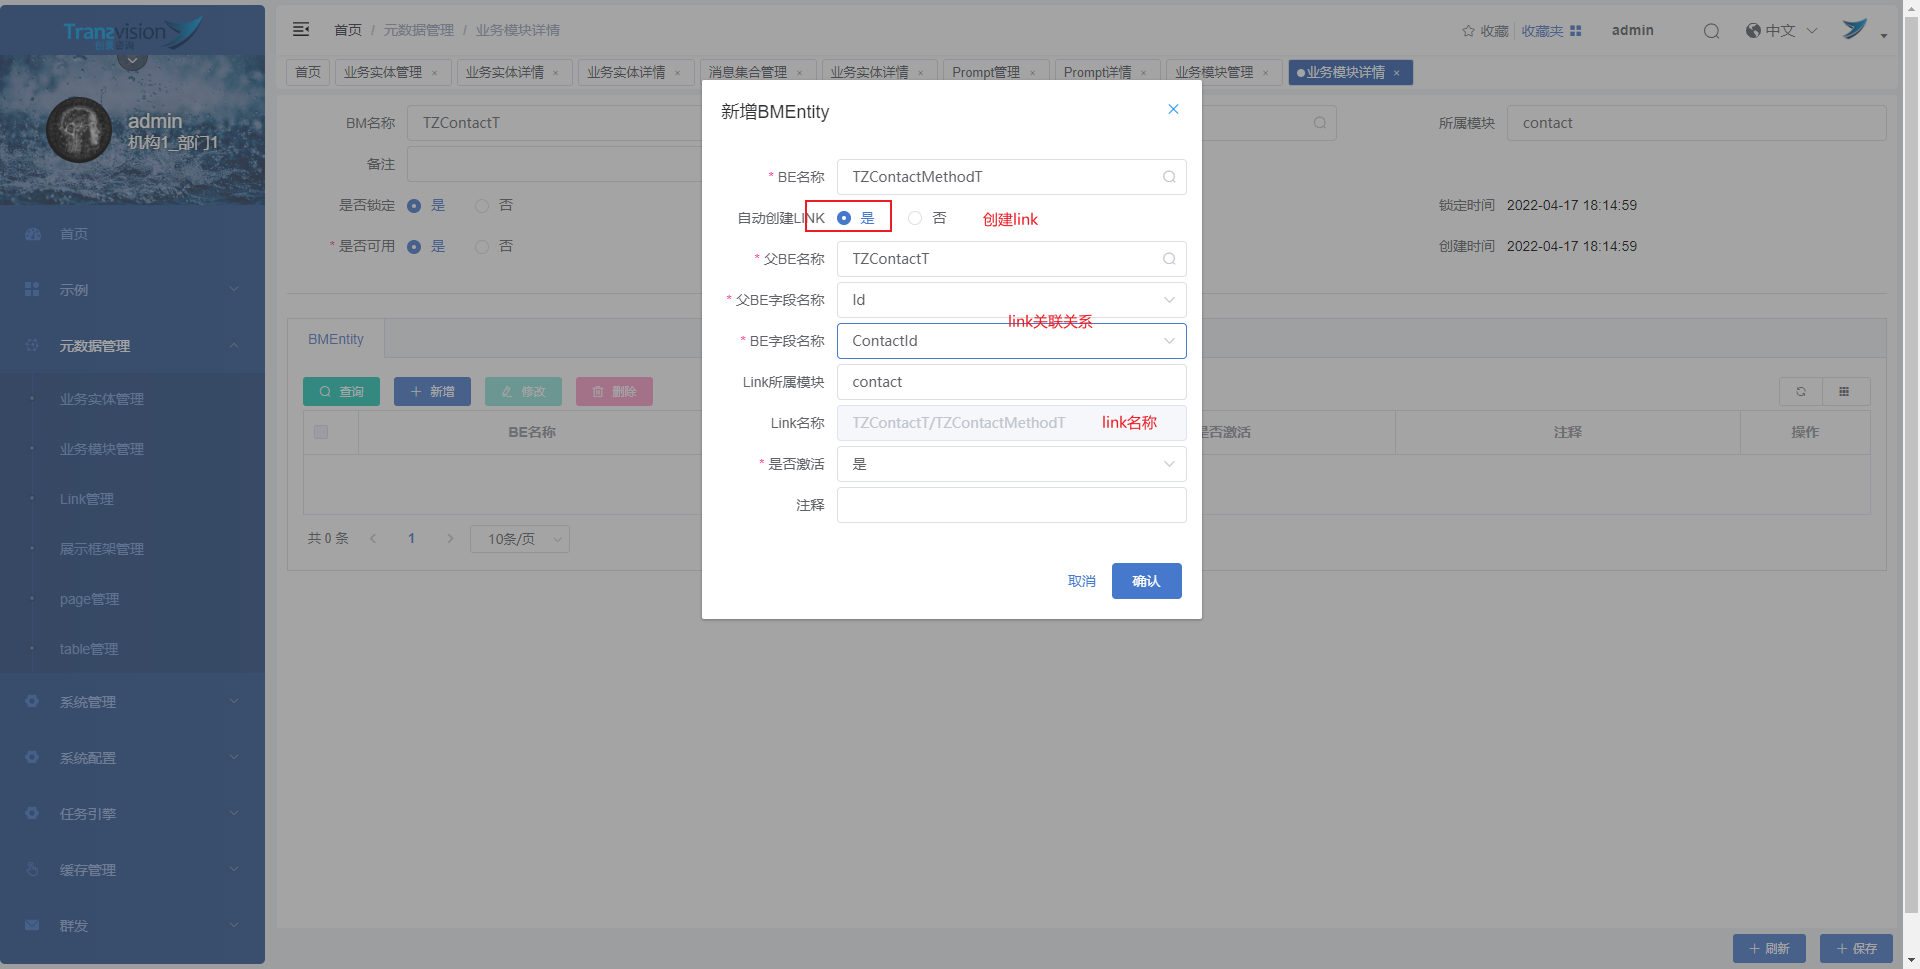 Tranzvision
创景咨询
admin
机构1_部门1
首页
示例
元数据管理
业务实体管理
业务模块管理
Link管理
展示框架管理
page管理
table管理
系统管理
系统配置
任务引擎
缓存管理
群发
首页 / 元数据管理 / 业务模块详情
收藏 收藏夹 admin 中文
首页 业务实体管理 × 业务实体详情 × 业务实体详情 × 消息集合管理 × 业务实体详情 × Prompt管理 × Prompt详情 × 业务模块管理 × 业务模块详情 ×
BM名称 TZContactT
所属模块 contact
备注
是否锁定 是 否
锁定时间 2022-04-17 18:14:59
* 是否可用 是 否
创建时间 2022-04-17 18:14:59
BMEntity
查询 + 新增 修改 删除
BE名称 是否激活 注释 操作
共 0 条 < 1 > 10条/页
新增BMEntity ×
* BE名称 TZContactMethodT
自动创建LINK 是 否 创建link
* 父BE名称 TZContactT
* 父BE字段名称 Id
link关联关系
* BE字段名称 ContactId
Link所属模块 contact
Link名称 TZContactT/TZContactMethodT link名称
* 是否激活 是
注释
取消 确认
+ 刷新 + 保存